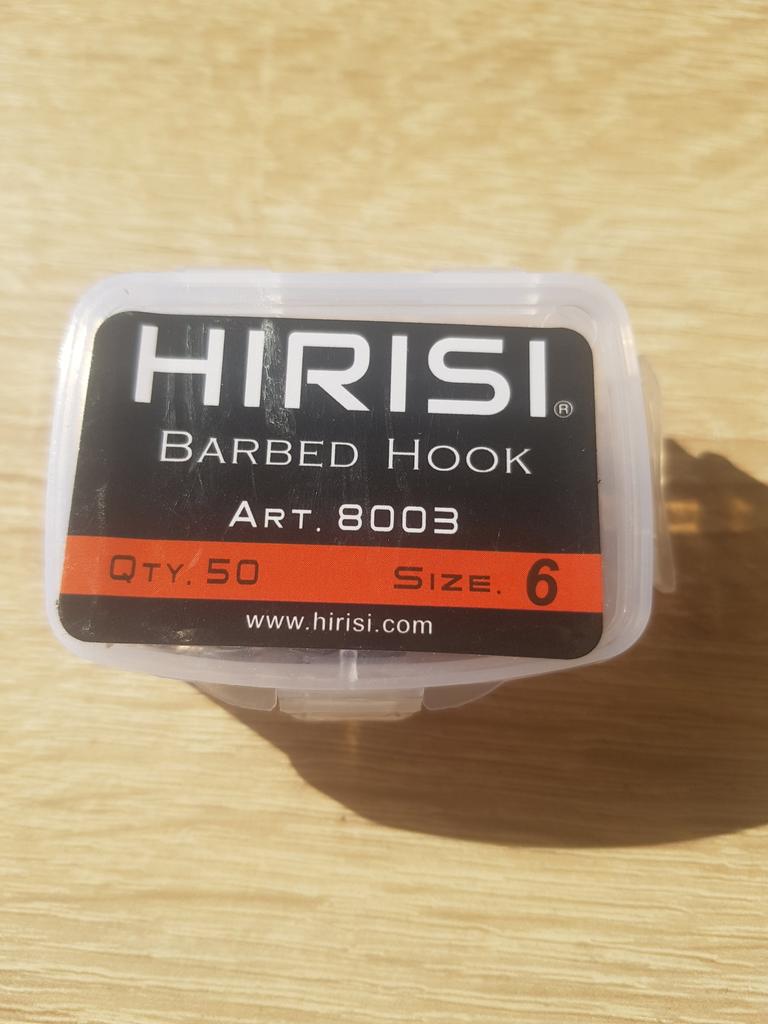 HIRISI®
Barbed Hook
Art. 8003
Qty. 50 Size. 6
www.hirisi.com